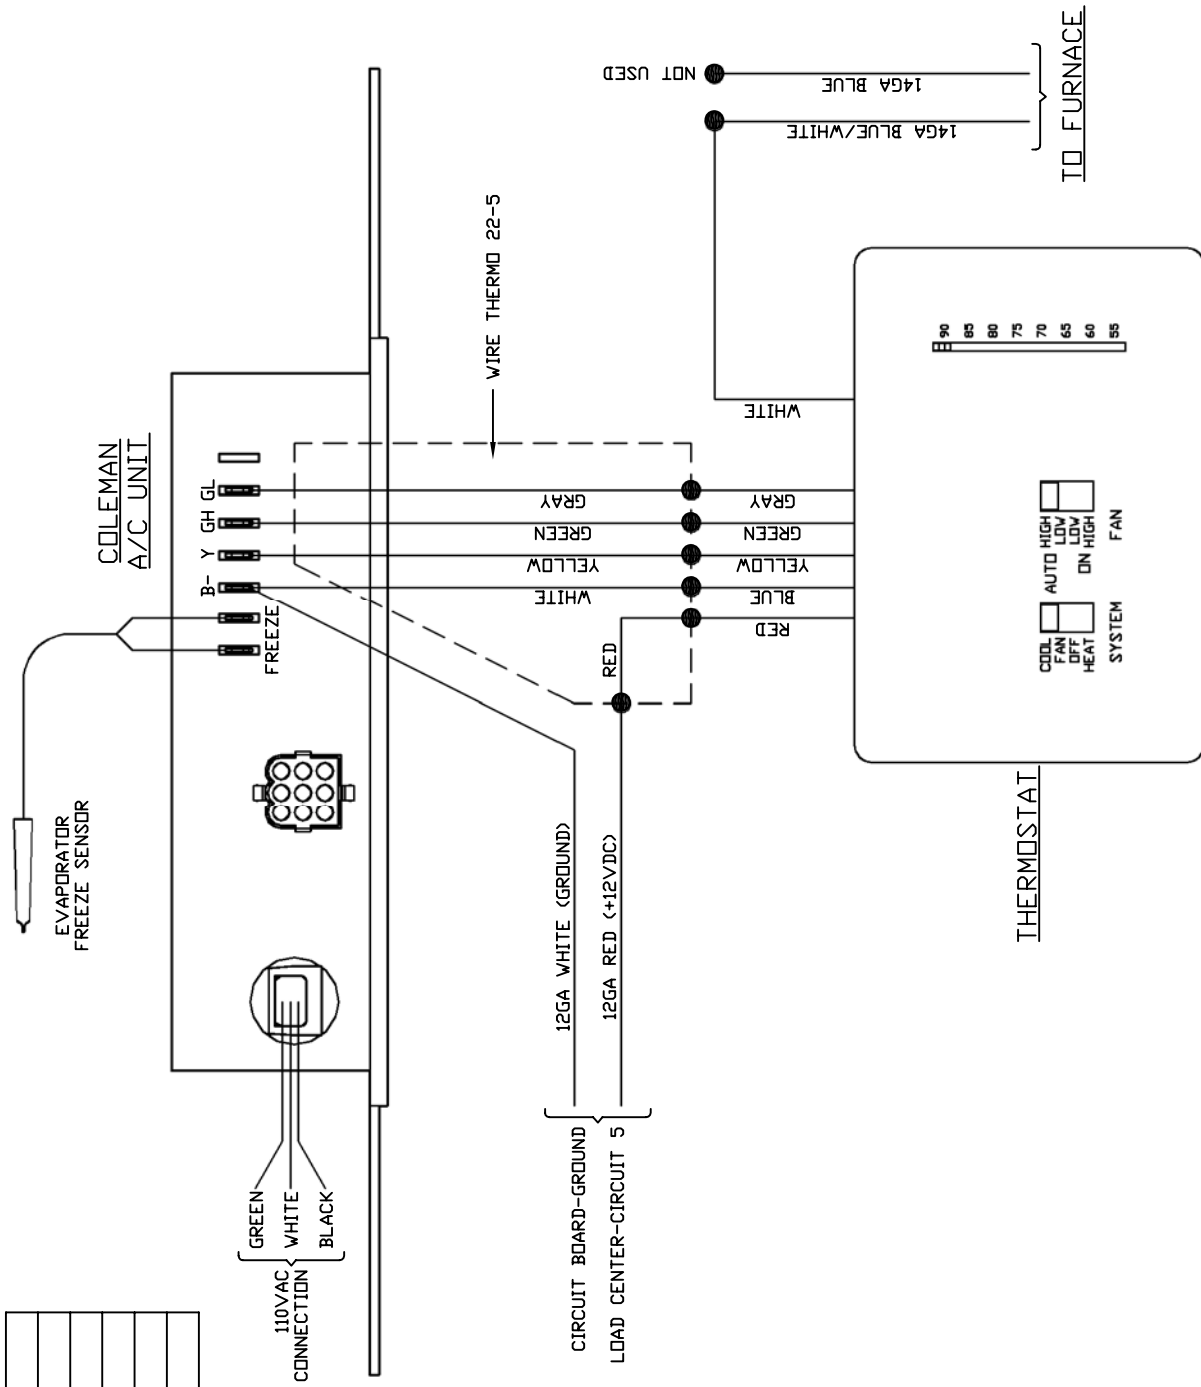 COLEMAN
A/C UNIT
FREEZE
B-
Y
GH
GL
EVAPORATOR
FREEZE SENSOR
GREEN
WHITE
BLACK
110VAC
CONNECTION
WIRE THERMO 22-5
WHITE
YELLOW
GREEN
GRAY
RED
RED
BLUE
YELLOW
GREEN
GRAY
WHITE
12GA WHITE (GROUND)
12GA RED (+12VDC)
CIRCUIT BOARD-GROUND
LOAD CENTER-CIRCUIT 5
NOT USED
14GA BLUE
14GA BLUE/WHITE
TO FURNACE
THERMOSTAT
COOL
FAN
OFF
HEAT
SYSTEM
AUTO HIGH
LOW
LOW
ON HIGH
FAN
90
85
80
75
70
65
60
55